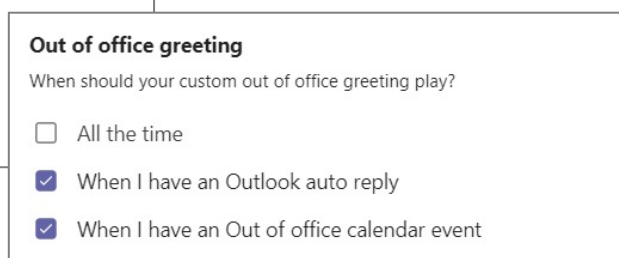 Out of office greeting
When should your custom out of office greeting play?
All the time
When I have an Outlook auto reply
When I have an Out of office calendar event